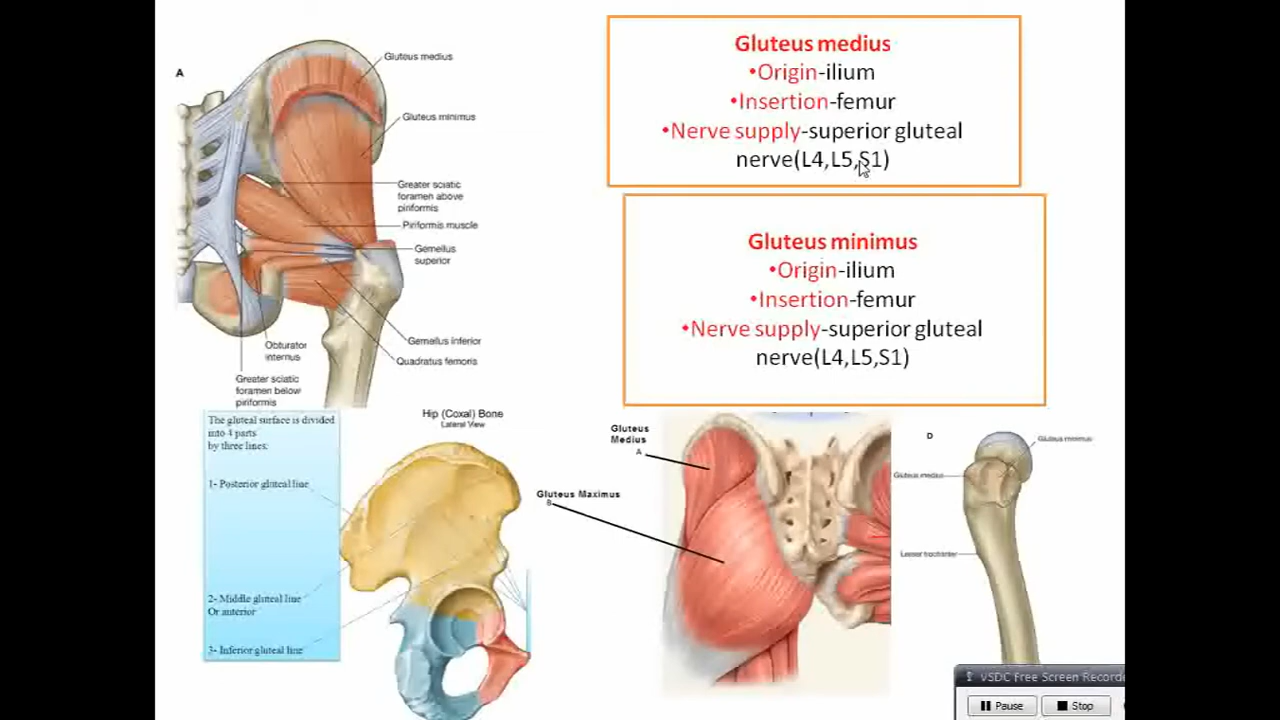 A
Gluteus medius
Gluteus minimus
Greater sciatic
foramen above
piriformis
Piriformis muscle
Gemellus
superior
Gemellus inferior
Quadratus femoris
Obturator
internus
Greater sciatic
foramen below
piriformis
Gluteus medius
•Origin-ilium
•Insertion-femur
•Nerve supply-superior gluteal
nerve(L4,L5,S1)
Gluteus minimus
•Origin-ilium
•Insertion-femur
•Nerve supply-superior gluteal
nerve(L4,L5,S1)
The gluteal surface is divided
into 4 parts
by three lines:
1- Posterior gluteal line
2- Middle gluteal line
Or anterior
3- Inferior gluteal line
Hip (Coxal) Bone
Lateral View
Gluteus
Medius
A
Gluteus Maximus
B
D
Gluteus minimus
Gluteus medius
Lesser trochanter
VSDC Free Screen Recorde
Pause
Stop